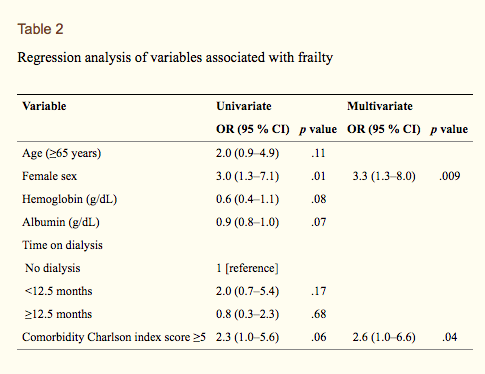 Table 2
Regression analysis of variables associated with frailty
Variable Univariate Multivariate
OR (95 % CI) p value OR (95 % CI) p value
Age (≥65 years) 2.0 (0.9–4.9) .11
Female sex 3.0 (1.3–7.1) .01 3.3 (1.3–8.0) .009
Hemoglobin (g/dL) 0.6 (0.4–1.1) .08
Albumin (g/dL) 0.9 (0.8–1.0) .07
Time on dialysis
No dialysis 1 [reference]
<12.5 months 2.0 (0.7–5.4) .17
≥12.5 months 0.8 (0.3–2.3) .68
Comorbidity Charlson index score ≥5 2.3 (1.0–5.6) .06 2.6 (1.0–6.6) .04